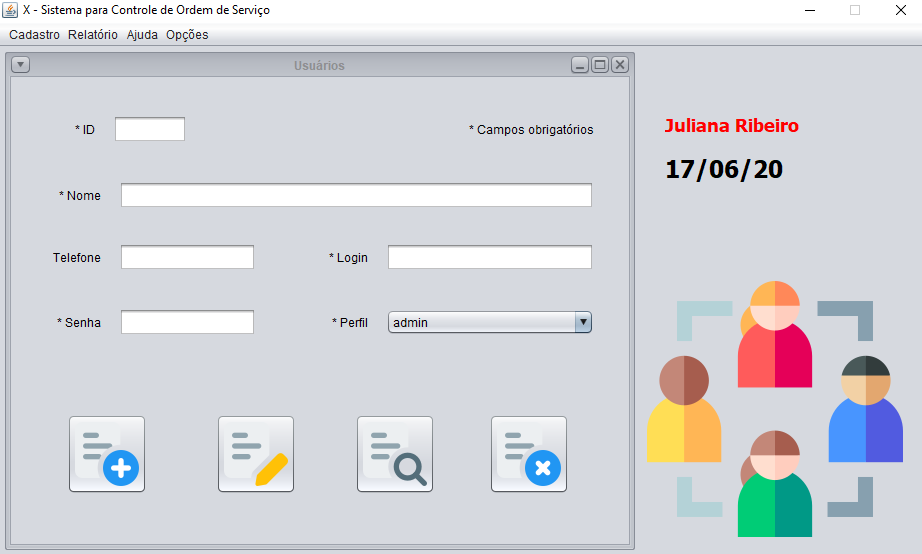 X - Sistema para Controle de Ordem de Serviço
Cadastro Relatório Ajuda Opções
Usuários
* ID
* Campos obrigatórios
* Nome
Telefone
* Login
* Senha
* Perfil
admin
Juliana Ribeiro
17/06/20